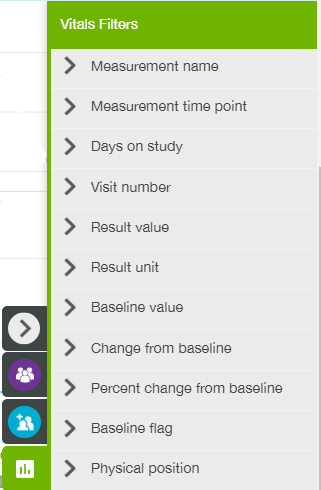 Vitals Filters
Measurement name
Measurement time point
Days on study
Visit number
Result value
Result unit
Baseline value
Change from baseline
Percent change from baseline
Baseline flag
Physical position